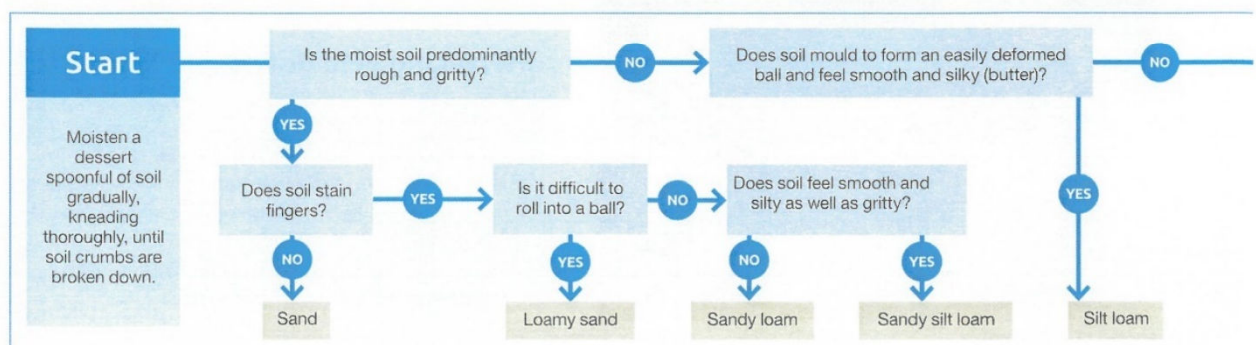 Start
Moisten a
dessert
spoonful of soil
gradually,
kneading
thoroughly, until
soil crumbs are
broken down.
Is the moist soil predominantly
rough and gritty?
NO
Does soil mould to form an easily deformed
ball and feel smooth and silky (butter)?
NO
YES
Does soil stain
fingers?
YES
Is it difficult to
roll into a ball?
NO
Does soil feel smooth and
silty as well as gritty?
YES
NO
YES
NO
YES
Sand
Loamy sand
Sandy loam
Sandy silt loam
Silt loam